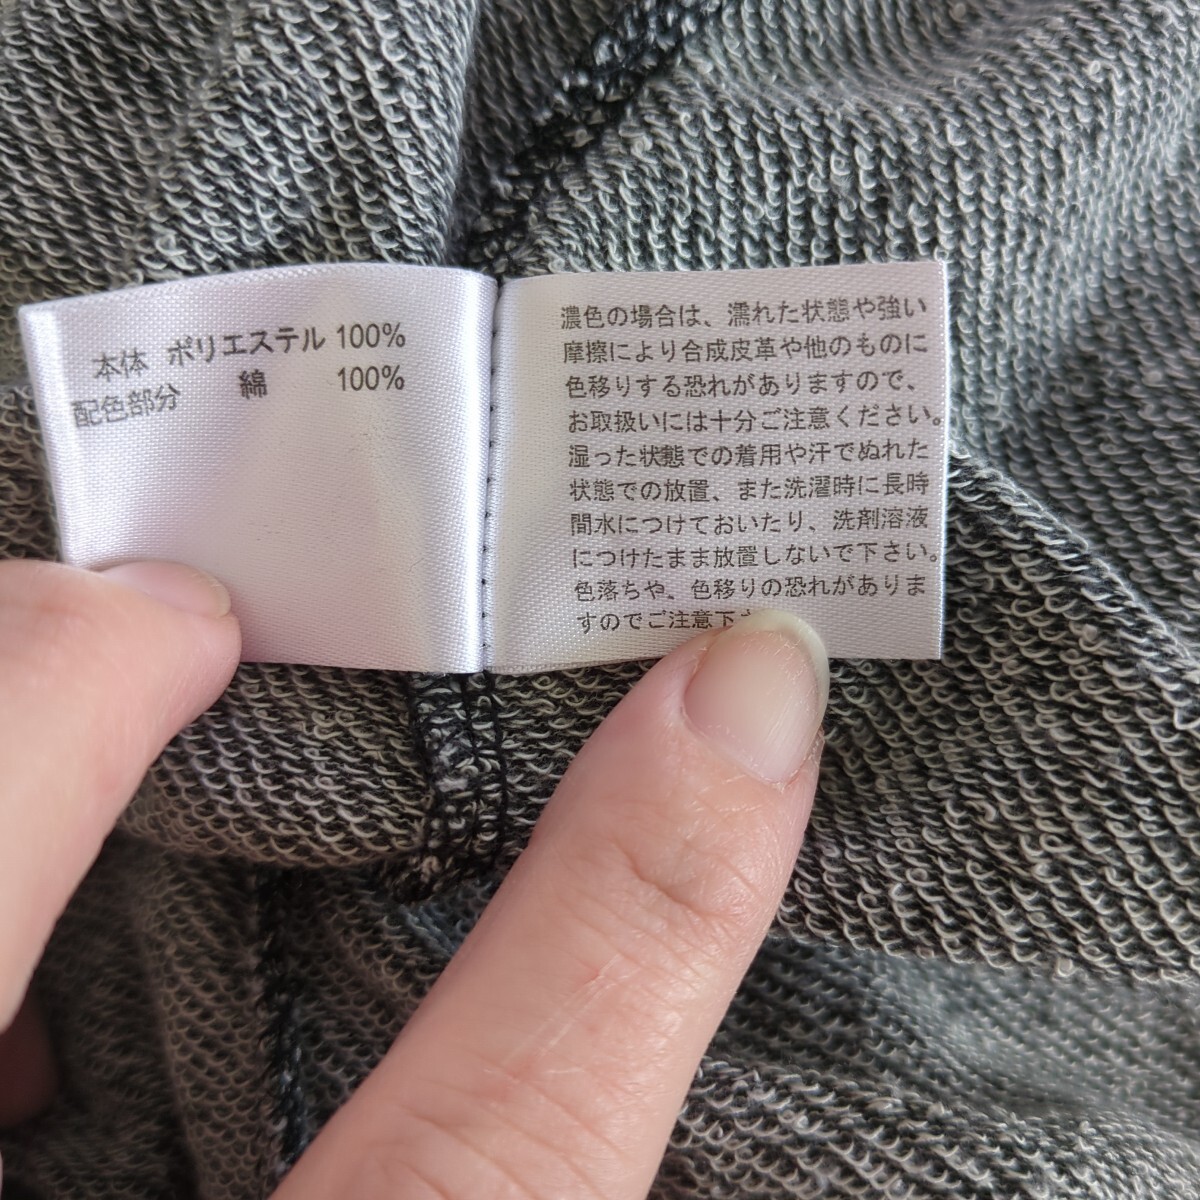 本体 ポリエステル 100%
配色部分 綿 100%
濃色の場合は、濡れた状態や強い
摩擦により合成皮革や他のものに
色移りする恐れがありますので、
お取扱いには十分ご注意ください。
湿った状態での着用や汗でぬれた
状態での放置、また洗濯時に長時
間水につけておいたり、洗剤溶液
につけたまま放置しないで下さい。
色落ちや、色移りの恐れがありま
すのでご注意下